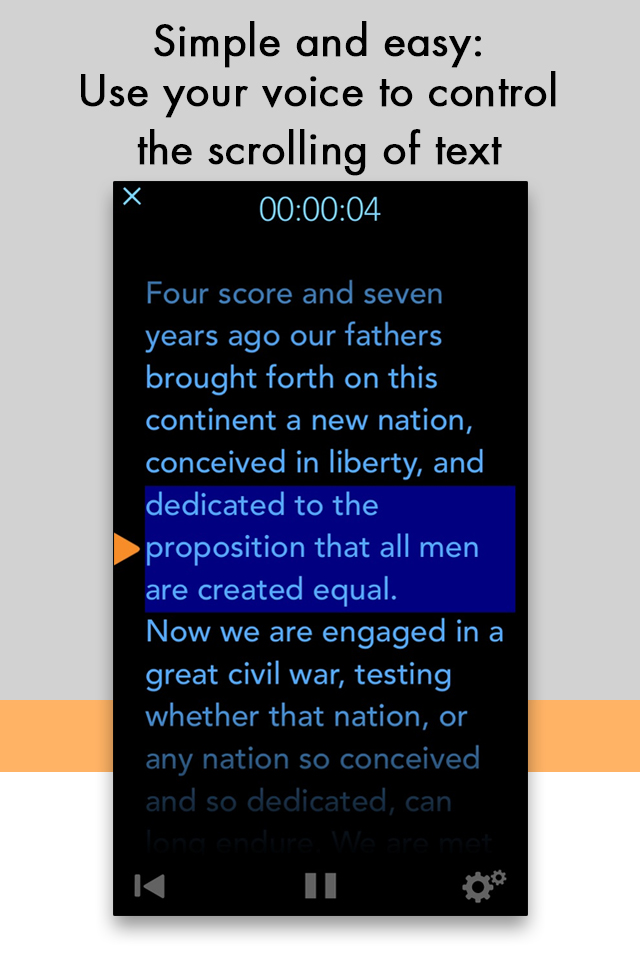 Simple and easy:
Use your voice to control
the scrolling of text
00:00:04
Four score and seven
years ago our fathers
brought forth on this
continent a new nation,
conceived in liberty, and
dedicated to the
proposition that all men
are created equal.
Now we are engaged in a
great civil war, testing
whether that nation, or
any nation so conceived
and so dedicated, can
long endure. We are met